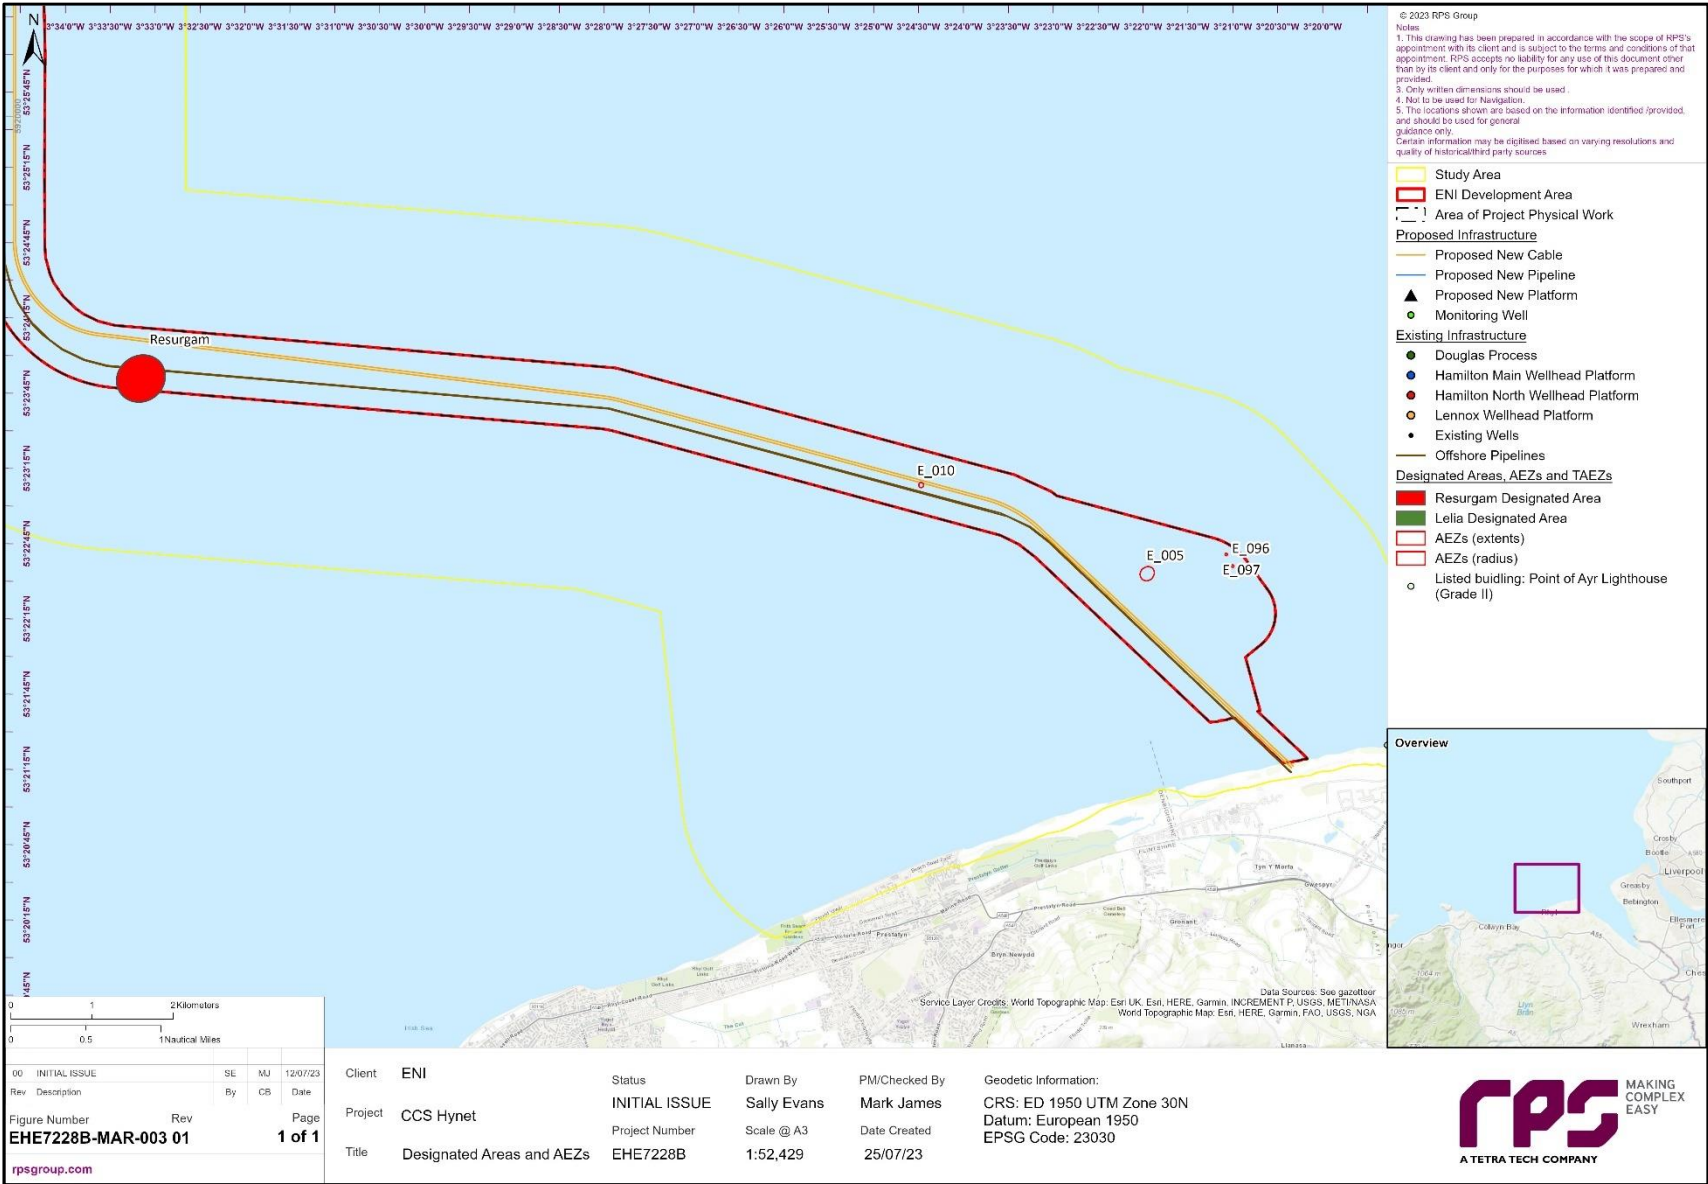 N
3°34'0"W 3°33'30"W 3°33'0"W 3°32'30"W 3°32'0"W 3°31'30"W 3°31'0"W 3°30'30"W 3°30'0"W 3°29'30"W 3°29'0"W 3°28'30"W 3°28'0"W 3°27'30"W 3°27'0"W 3°26'30"W 3°26'0"W 3°25'30"W 3°25'0"W 3°24'30"W 3°24'0"W 3°23'30"W 3°23'0"W 3°22'30"W 3°22'0"W 3°21'30"W 3°21'0"W 3°20'30"W 3°20'0"W
53°25'45"N
5920000
53°25'15"N
53°24'45"N
53°24'15"N
53°23'45"N
53°23'15"N
53°22'45"N
53°22'15"N
53°21'45"N
53°21'15"N
53°20'45"N
53°20'15"N
Resurgam
E_010
E_005
E_096
E_097
Prestatyn
Bryn Newydd
Gronant
Gwespyr
Tyn Y Morfa
FLINTSHIRE
Llanasa
Data Sources: See gazetteer
Service Layer Credits: World Topographic Map: Esri UK, Esri, HERE, Garmin, INCREMENT P, USGS, METI/NASA
World Topographic Map: Esri, HERE, Garmin, FAO, USGS, NGA
© 2023 RPS Group
Notes
1. This drawing has been prepared in accordance with the scope of RPS's
appointment with its client and is subject to the terms and conditions of that
appointment. RPS accepts no liability for any use of this document other
than by its client and only for the purposes for which it was prepared and
provided.
3. Only written dimensions should be used .
4. Not to be used for Navigation.
5. The locations shown are based on the information identified /provided,
and should be used for general
guidance only.
Certain information may be digitised based on varying resolutions and
quality of historical/third party sources
Study Area
ENI Development Area
Area of Project Physical Work
Proposed Infrastructure
Proposed New Cable
Proposed New Pipeline
Proposed New Platform
Monitoring Well
Existing Infrastructure
Douglas Process
Hamilton Main Wellhead Platform
Hamilton North Wellhead Platform
Lennox Wellhead Platform
Existing Wells
Offshore Pipelines
Designated Areas, AEZs and TAEZs
Resurgam Designated Area
Lelia Designated Area
AEZs (extents)
AEZs (radius)
Listed buidling: Point of Ayr Lighthouse
(Grade II)
Overview
Southport
Crosby
Bootle
Liverpool
Greasby
Bebington
Ellesmere
Port
Rhyl
Colwyn Bay
A55
ngor
Ches
1064 m
Llyn
Brân
Wrexham
0 1 2 Kilometers
0 0.5 1 Nautical Miles
00 INITIAL ISSUE SE MJ 12/07/23
Rev Description By CB Date
Figure Number Rev Page
EHE7228B-MAR-003 01 1 of 1
rpsgroup.com
Client ENI
Project CCS Hynet
Title Designated Areas and AEZs
Status Drawn By PM/Checked By
INITIAL ISSUE Sally Evans Mark James
Project Number Scale @ A3 Date Created
EHE7228B 1:52,429 25/07/23
Geodetic Information:
CRS: ED 1950 UTM Zone 30N
Datum: European 1950
EPSG Code: 23030
rps
MAKING
COMPLEX
EASY
A TETRA TECH COMPANY